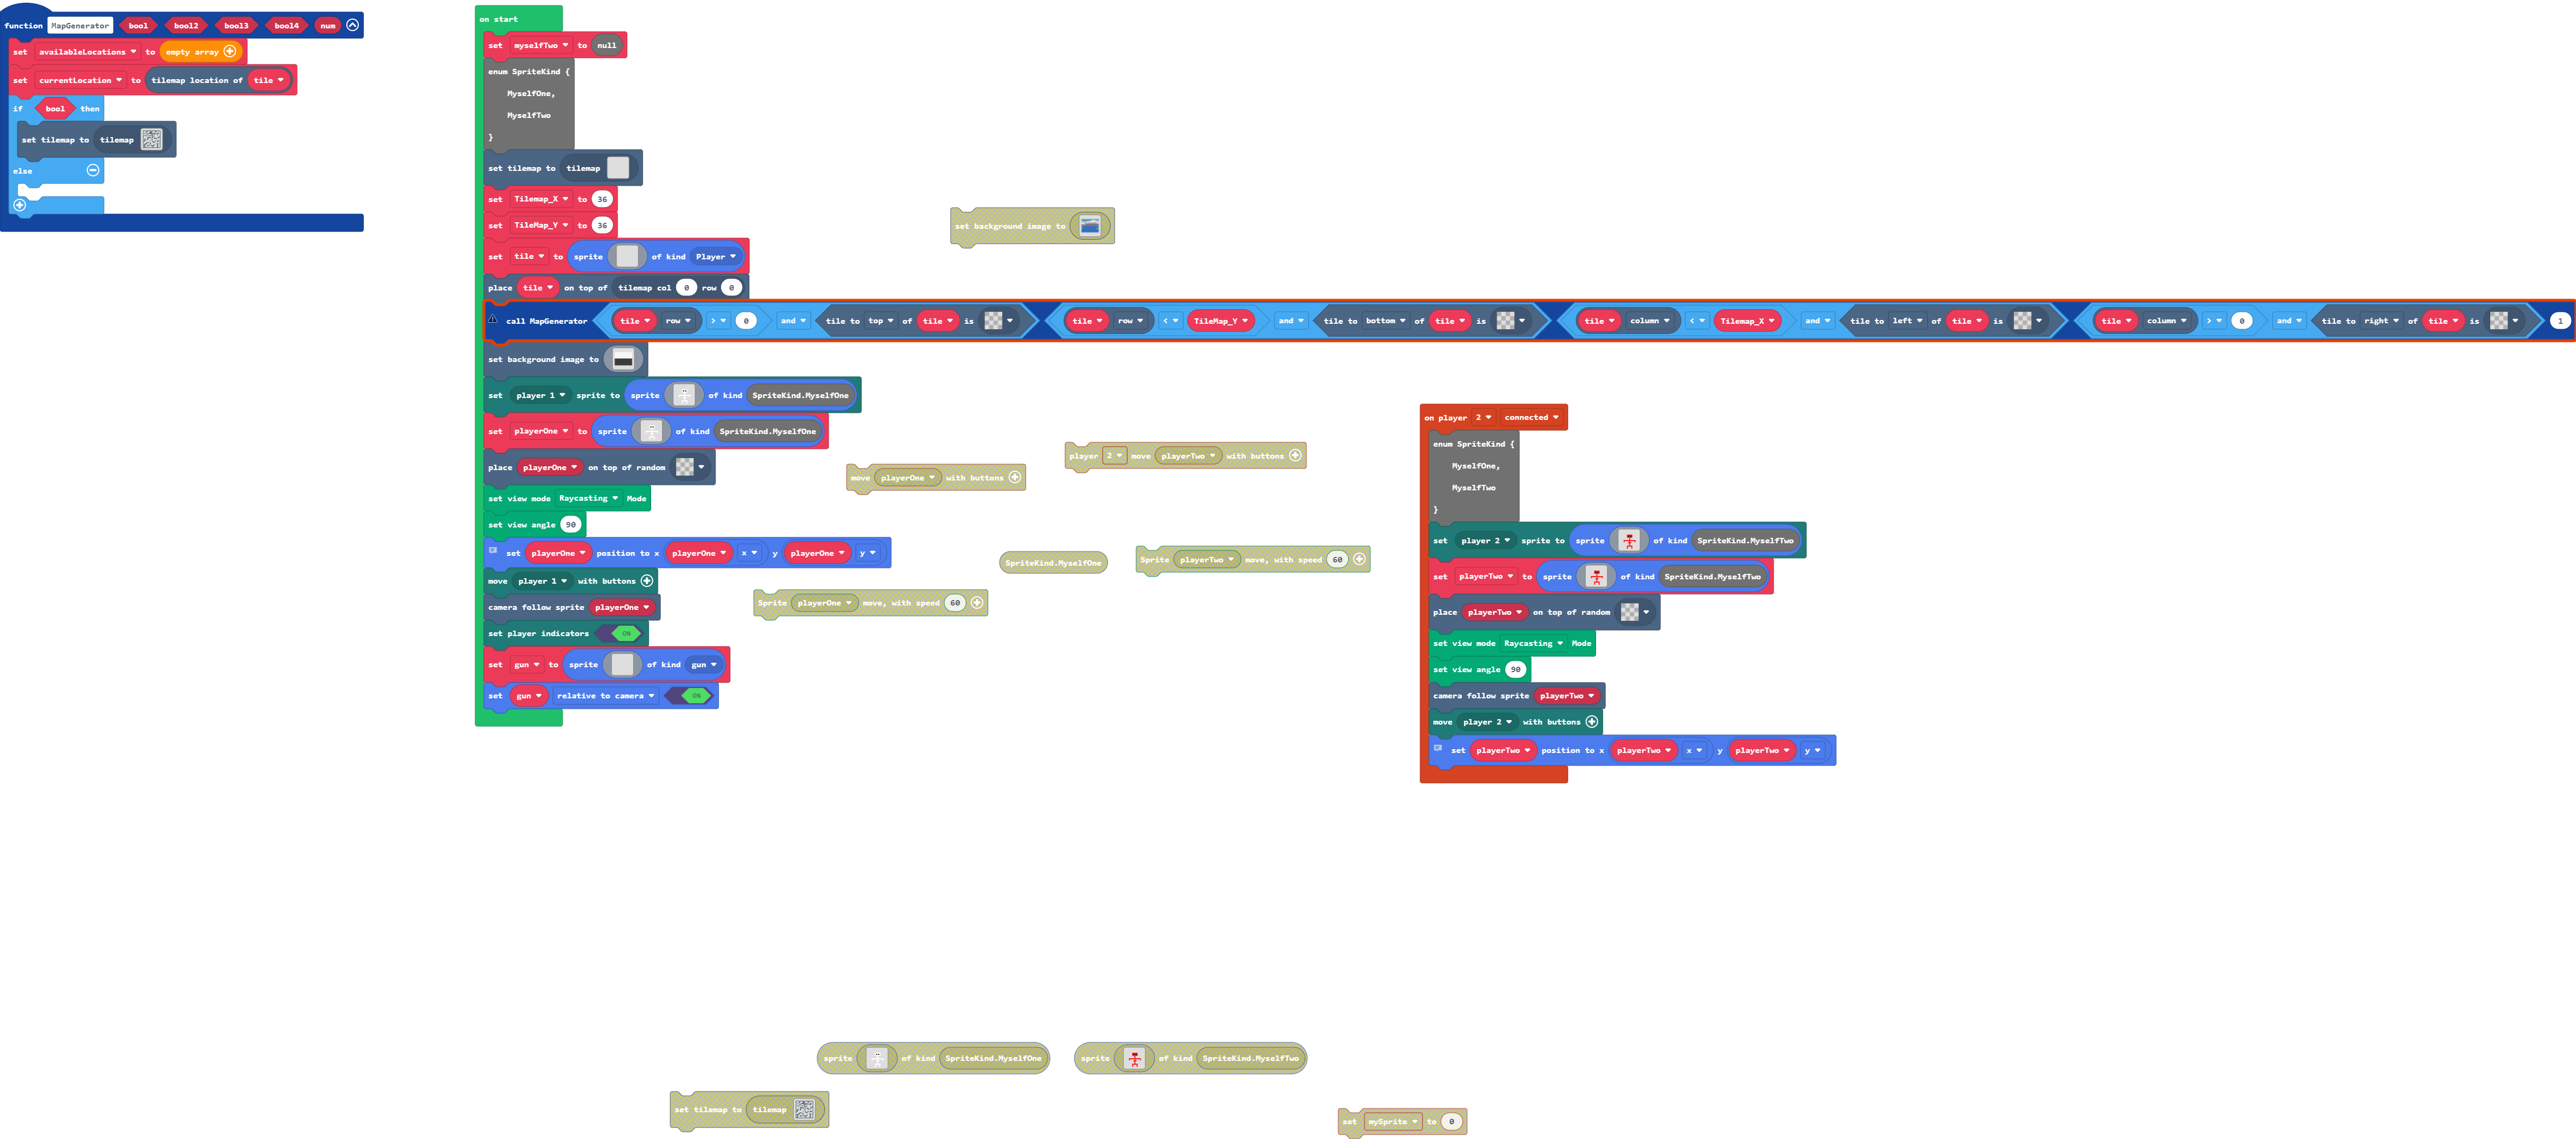 function MapGenerator bool bool2 bool3 bool4 num
set availableLocations to empty array
set currentLocation to tilemap location of tile
if bool then
set tilemap to tilemap
else
on start
set myselfTwo to null
enum SpriteKind {
MyselfOne,
MyselfTwo
}
set tilemap to tilemap
set Tilemap_X to 36
set TileMap_Y to 36
set tile to sprite of kind Player
place tile on top of tilemap col 0 row 0
call MapGenerator tile row > 0 and tile to top of tile is tile row < TileMap_Y and tile to bottom of tile is tile column < Tilemap_X and tile to left of tile is tile column > 0 and tile to right of tile is 1
set background image to
set player 1 sprite to sprite of kind SpriteKind.MyselfOne
set playerOne to sprite of kind SpriteKind.MyselfOne
place playerOne on top of random
set view mode Raycasting Mode
set view angle 90
set playerOne position to x playerOne x y playerOne y
move player 1 with buttons
camera follow sprite playerOne
set player indicators ON
set gun to sprite of kind gun
set gun relative to camera ON
set background image to
move playerOne with buttons
player 2 move playerTwo with buttons
SpriteKind.MyselfOne
Sprite playerTwo move, with speed 60
Sprite playerOne move, with speed 60
on player 2 connected
enum SpriteKind {
MyselfOne,
MyselfTwo
}
set player 2 sprite to sprite of kind SpriteKind.MyselfTwo
set playerTwo to sprite of kind SpriteKind.MyselfTwo
place playerTwo on top of random
set view mode Raycasting Mode
set view angle 90
camera follow sprite playerTwo
move player 2 with buttons
set playerTwo position to x playerTwo x y playerTwo y
sprite of kind SpriteKind.MyselfOne
sprite of kind SpriteKind.MyselfTwo
set tilemap to tilemap
set mySprite to 0